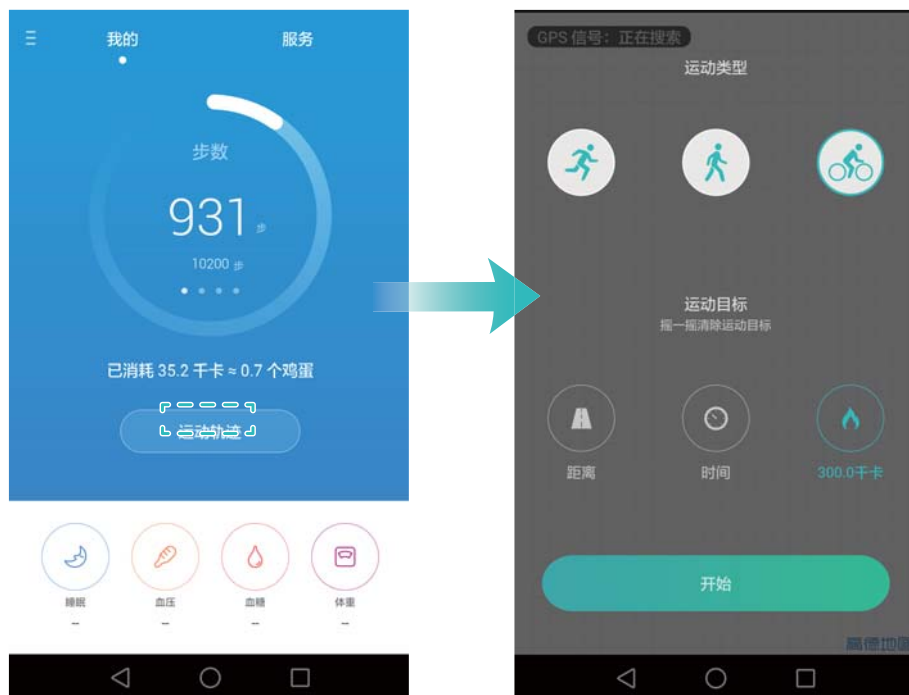 我的
服务
步数
931 步
10200 步
已消耗 35.2 千卡 ≈ 0.7 个鸡蛋
运动轨迹
睡眠
血压
血糖
体重
--
--
--
--
GPS 信号：正在搜索
运动类型
运动目标
摇一摇清除运动目标
距离
时间
300.0千卡
开始
高德地图